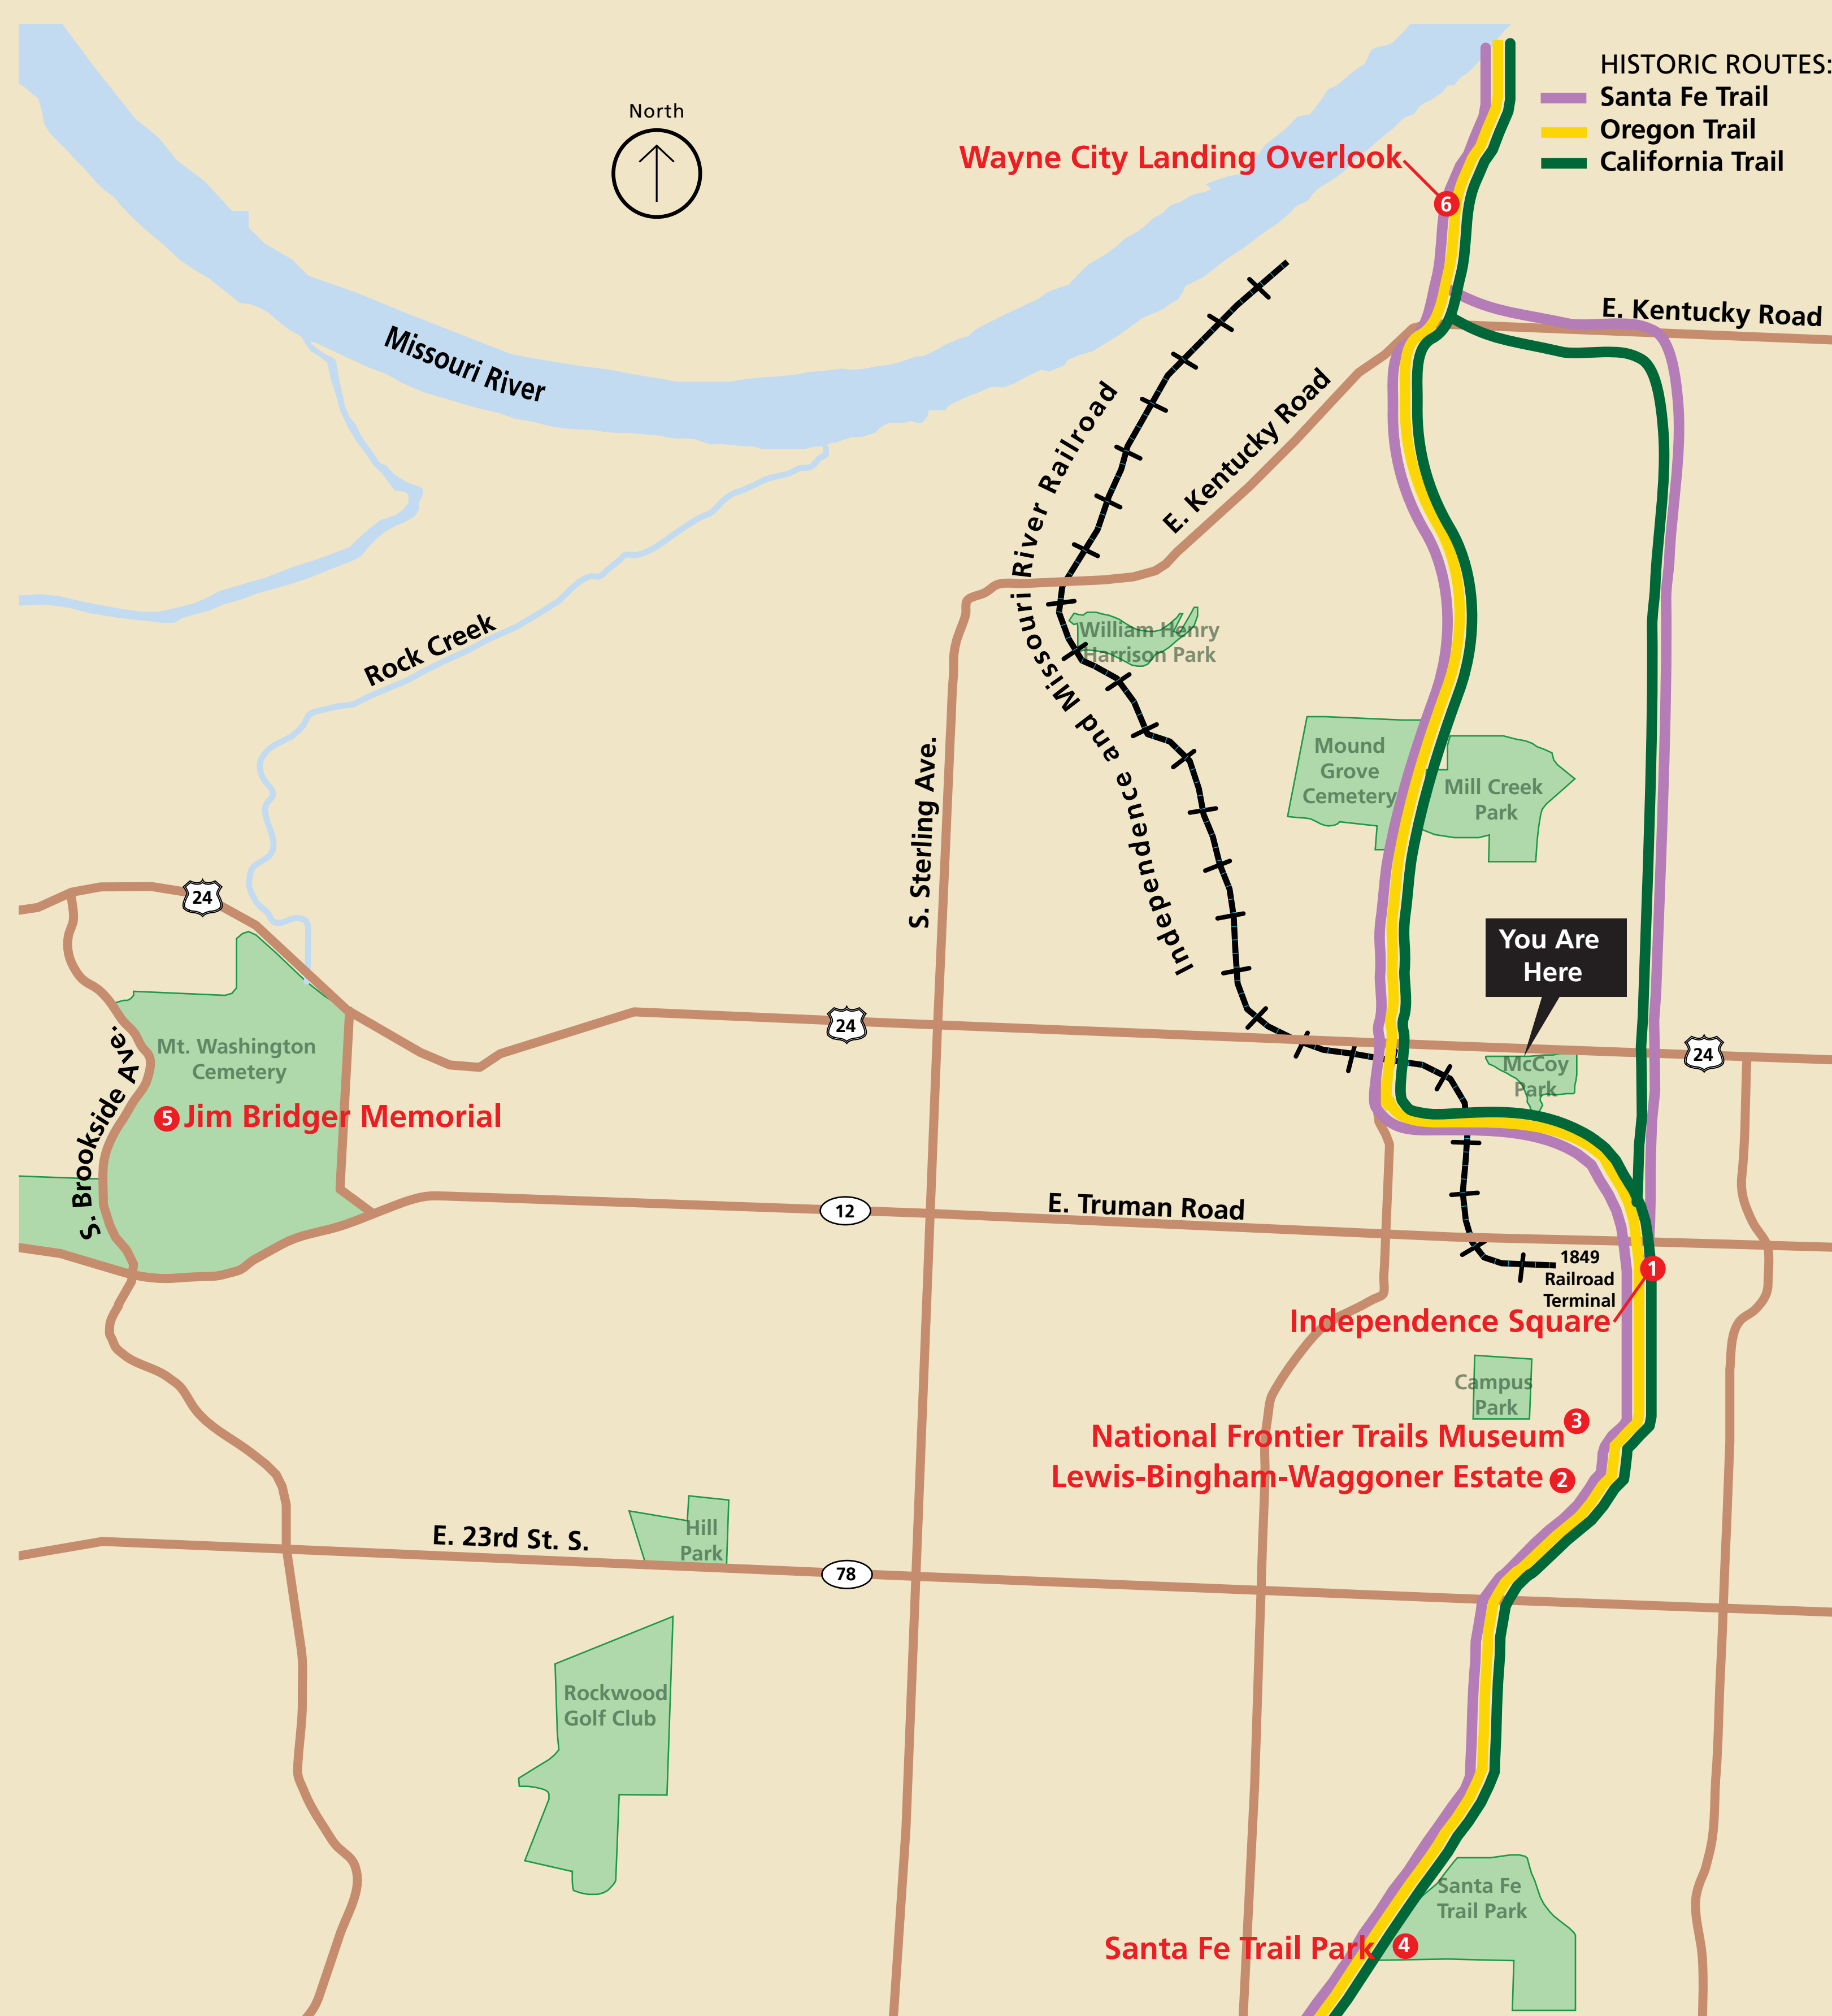 North
HISTORIC ROUTES:
Santa Fe Trail
Oregon Trail
California Trail
Wayne City Landing Overlook
6
E. Kentucky Road
Missouri River
E. Kentucky Road
Independence and Missouri River Railroad
William Henry
Harrison Park
Rock Creek
S. Sterling Ave.
Mound
Grove
Cemetery
Mill Creek
Park
24
You Are
Here
24
24
Mt. Washington
Cemetery
McCoy
Park
S. Brookside Ave.
5 Jim Bridger Memorial
12
E. Truman Road
1849
Railroad
Terminal
1
Independence Square
Campus
Park
National Frontier Trails Museum 3
Lewis-Bingham-Waggoner Estate 2
E. 23rd St. S.
Hill
Park
78
Rockwood
Golf Club
Santa Fe
Trail Park
Santa Fe Trail Park 4